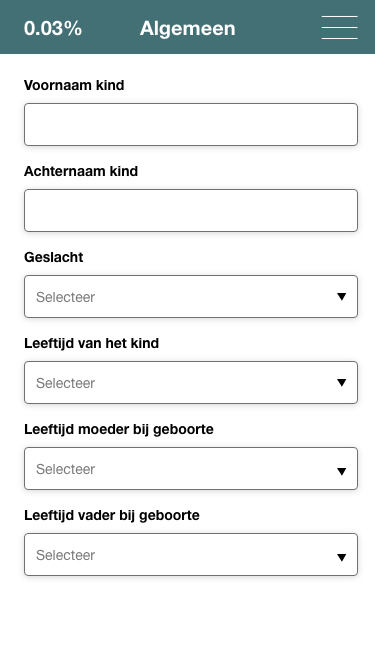 0.03% Algemeen
Voornaam kind
Achternaam kind
Geslacht
Selecteer
Leeftijd van het kind
Selecteer
Leeftijd moeder bij geboorte
Selecteer
Leeftijd vader bij geboorte
Selecteer